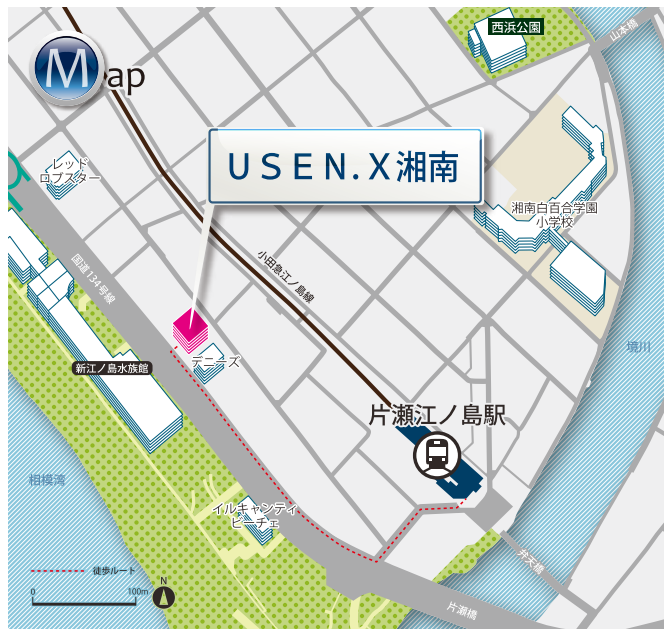 西浜公園
山本橋
Map
レッド
ロブスター
USEN.X湘南
湘南白百合学園
小学校
国道134号線
小田急江ノ島線
境川
デニーズ
新江ノ島水族館
片瀬江ノ島駅
相模湾
イルキャンティ
ビーチェ
弁天橋
徒歩ルート
N
0 100m
片瀬橋